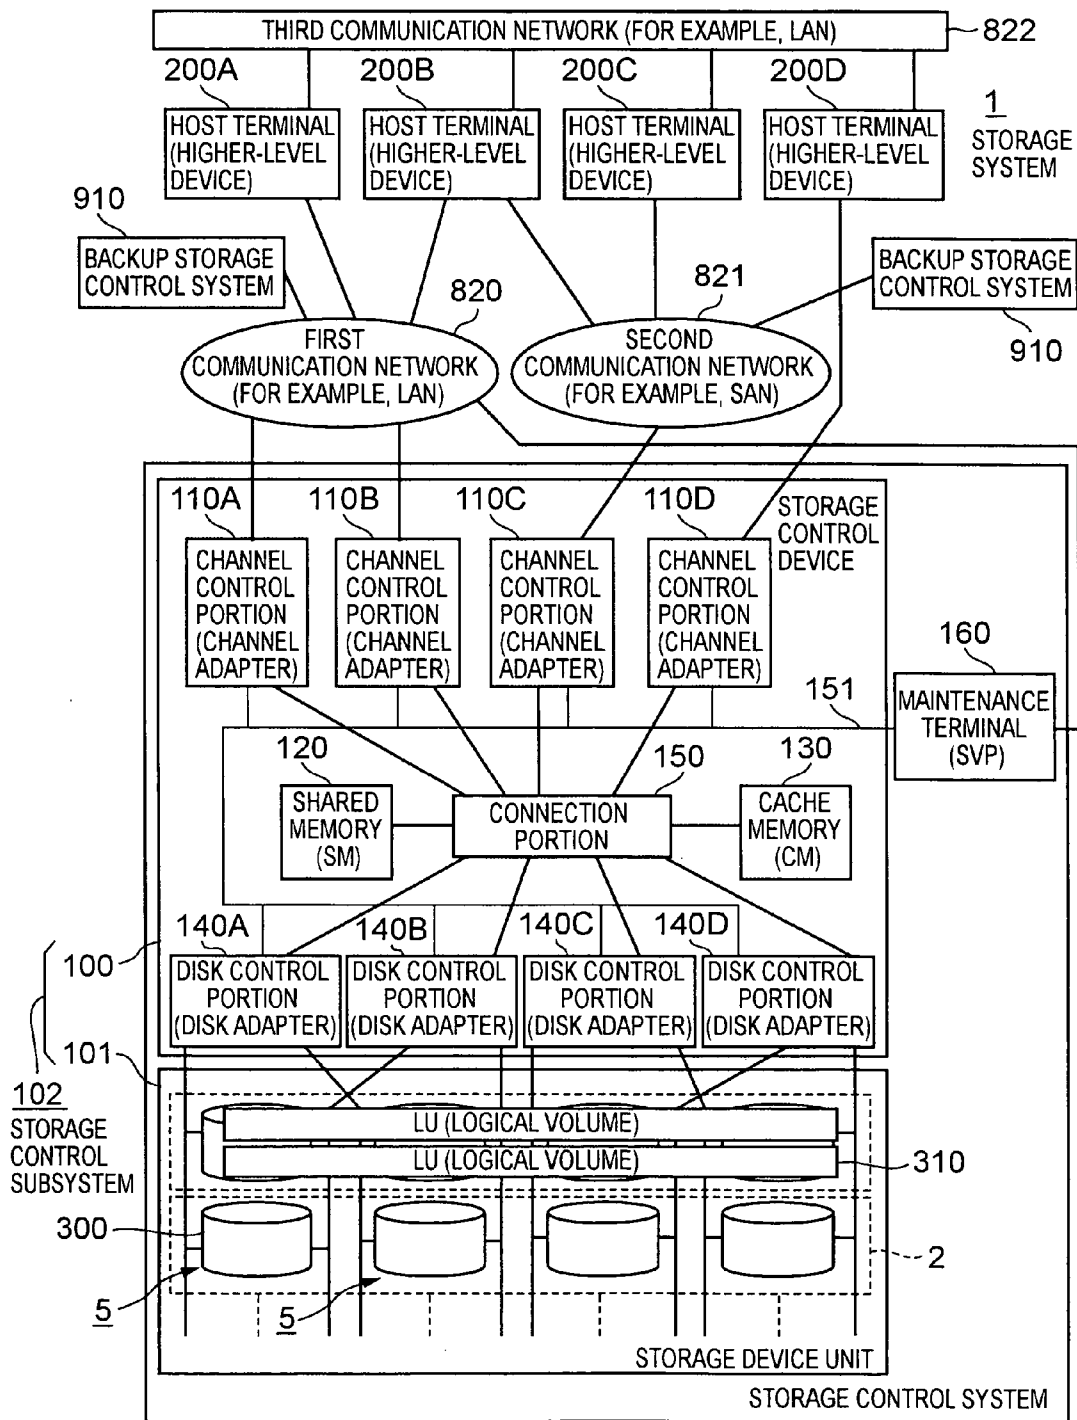 THIRD COMMUNICATION NETWORK (FOR EXAMPLE, LAN)
822
200A
200B
200C
200D
1
STORAGE
SYSTEM
HOST TERMINAL
(HIGHER-LEVEL
DEVICE)
HOST TERMINAL
(HIGHER-LEVEL
DEVICE)
HOST TERMINAL
(HIGHER-LEVEL
DEVICE)
HOST TERMINAL
(HIGHER-LEVEL
DEVICE)
910
BACKUP STORAGE
CONTROL SYSTEM
820
821
BACKUP STORAGE
CONTROL SYSTEM
910
FIRST
COMMUNICATION NETWORK
(FOR EXAMPLE, LAN)
SECOND
COMMUNICATION NETWORK
(FOR EXAMPLE, SAN)
110A
110B
110C
110D
STORAGE
CONTROL
DEVICE
CHANNEL
CONTROL
PORTION
(CHANNEL
ADAPTER)
CHANNEL
CONTROL
PORTION
(CHANNEL
ADAPTER)
CHANNEL
CONTROL
PORTION
(CHANNEL
ADAPTER)
CHANNEL
CONTROL
PORTION
(CHANNEL
ADAPTER)
160
151
MAINTENANCE
TERMINAL
(SVP)
120
150
130
SHARED
MEMORY
(SM)
CONNECTION
PORTION
CACHE
MEMORY
(CM)
140A
140B
140C
140D
100
DISK CONTROL
PORTION
(DISK ADAPTER)
DISK CONTROL
PORTION
(DISK ADAPTER)
DISK CONTROL
PORTION
(DISK ADAPTER)
DISK CONTROL
PORTION
(DISK ADAPTER)
101
102
STORAGE
CONTROL
SUBSYSTEM
LU (LOGICAL VOLUME)
LU (LOGICAL VOLUME)
310
300
2
5
5
STORAGE DEVICE UNIT
STORAGE CONTROL SYSTEM